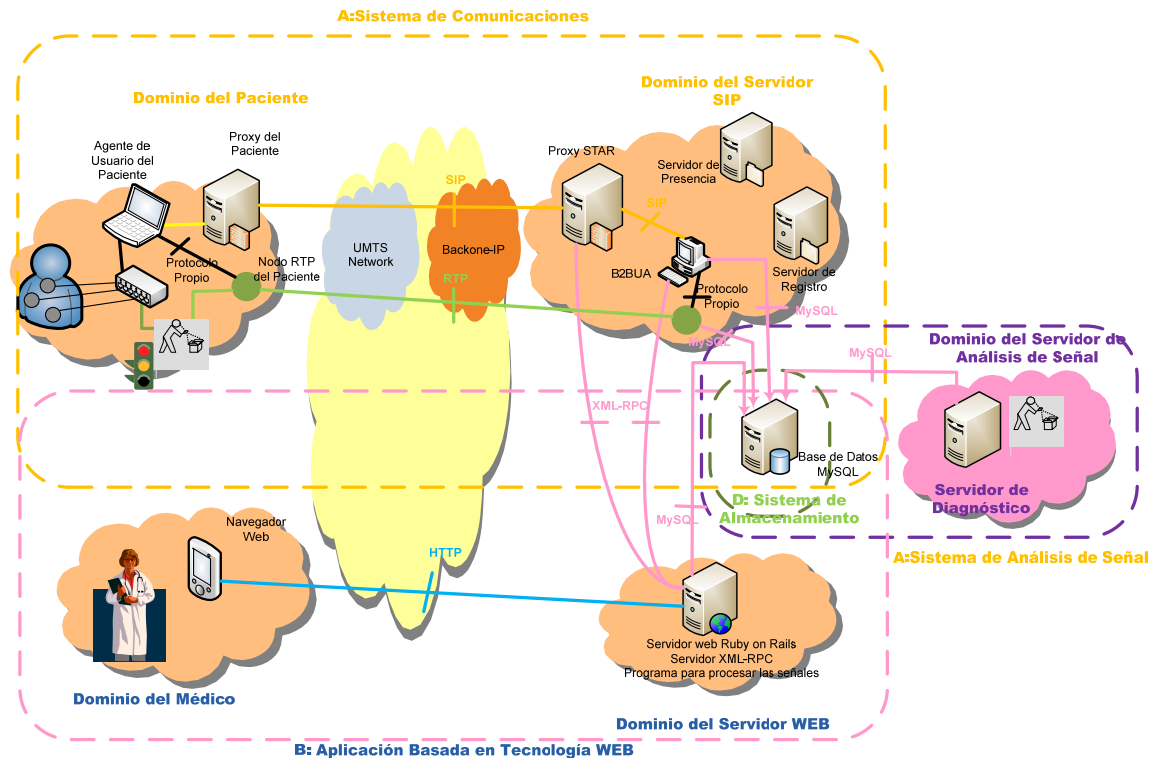 A:Sistema de Comunicaciones
Dominio del Paciente
Dominio del Servidor
SIP
Agente de
Usuario del
Paciente
Proxy del
Paciente
Proxy STAR
Servidor de
Presencia
SIP
SIP
UMTS
Network
Backone-IP
B2BUA
Servidor de
Registro
Protocolo
Propio
Nodo RTP
del Paciente
RTP
Protocolo
Propio
MySQL
MySQL
MySQL
Dominio del Servidor de
Análisis de Señal
XML-RPC
Base de Datos
MySQL
Servidor de
Diagnóstico
D: Sistema de
Almacenamiento
MySQL
A:Sistema de Análisis de Señal
Navegador
Web
HTTP
Servidor web Ruby on Rails
Servidor XML-RPC
Programa para procesar las señales
Dominio del Médico
Dominio del Servidor WEB
B: Aplicación Basada en Tecnología WEB